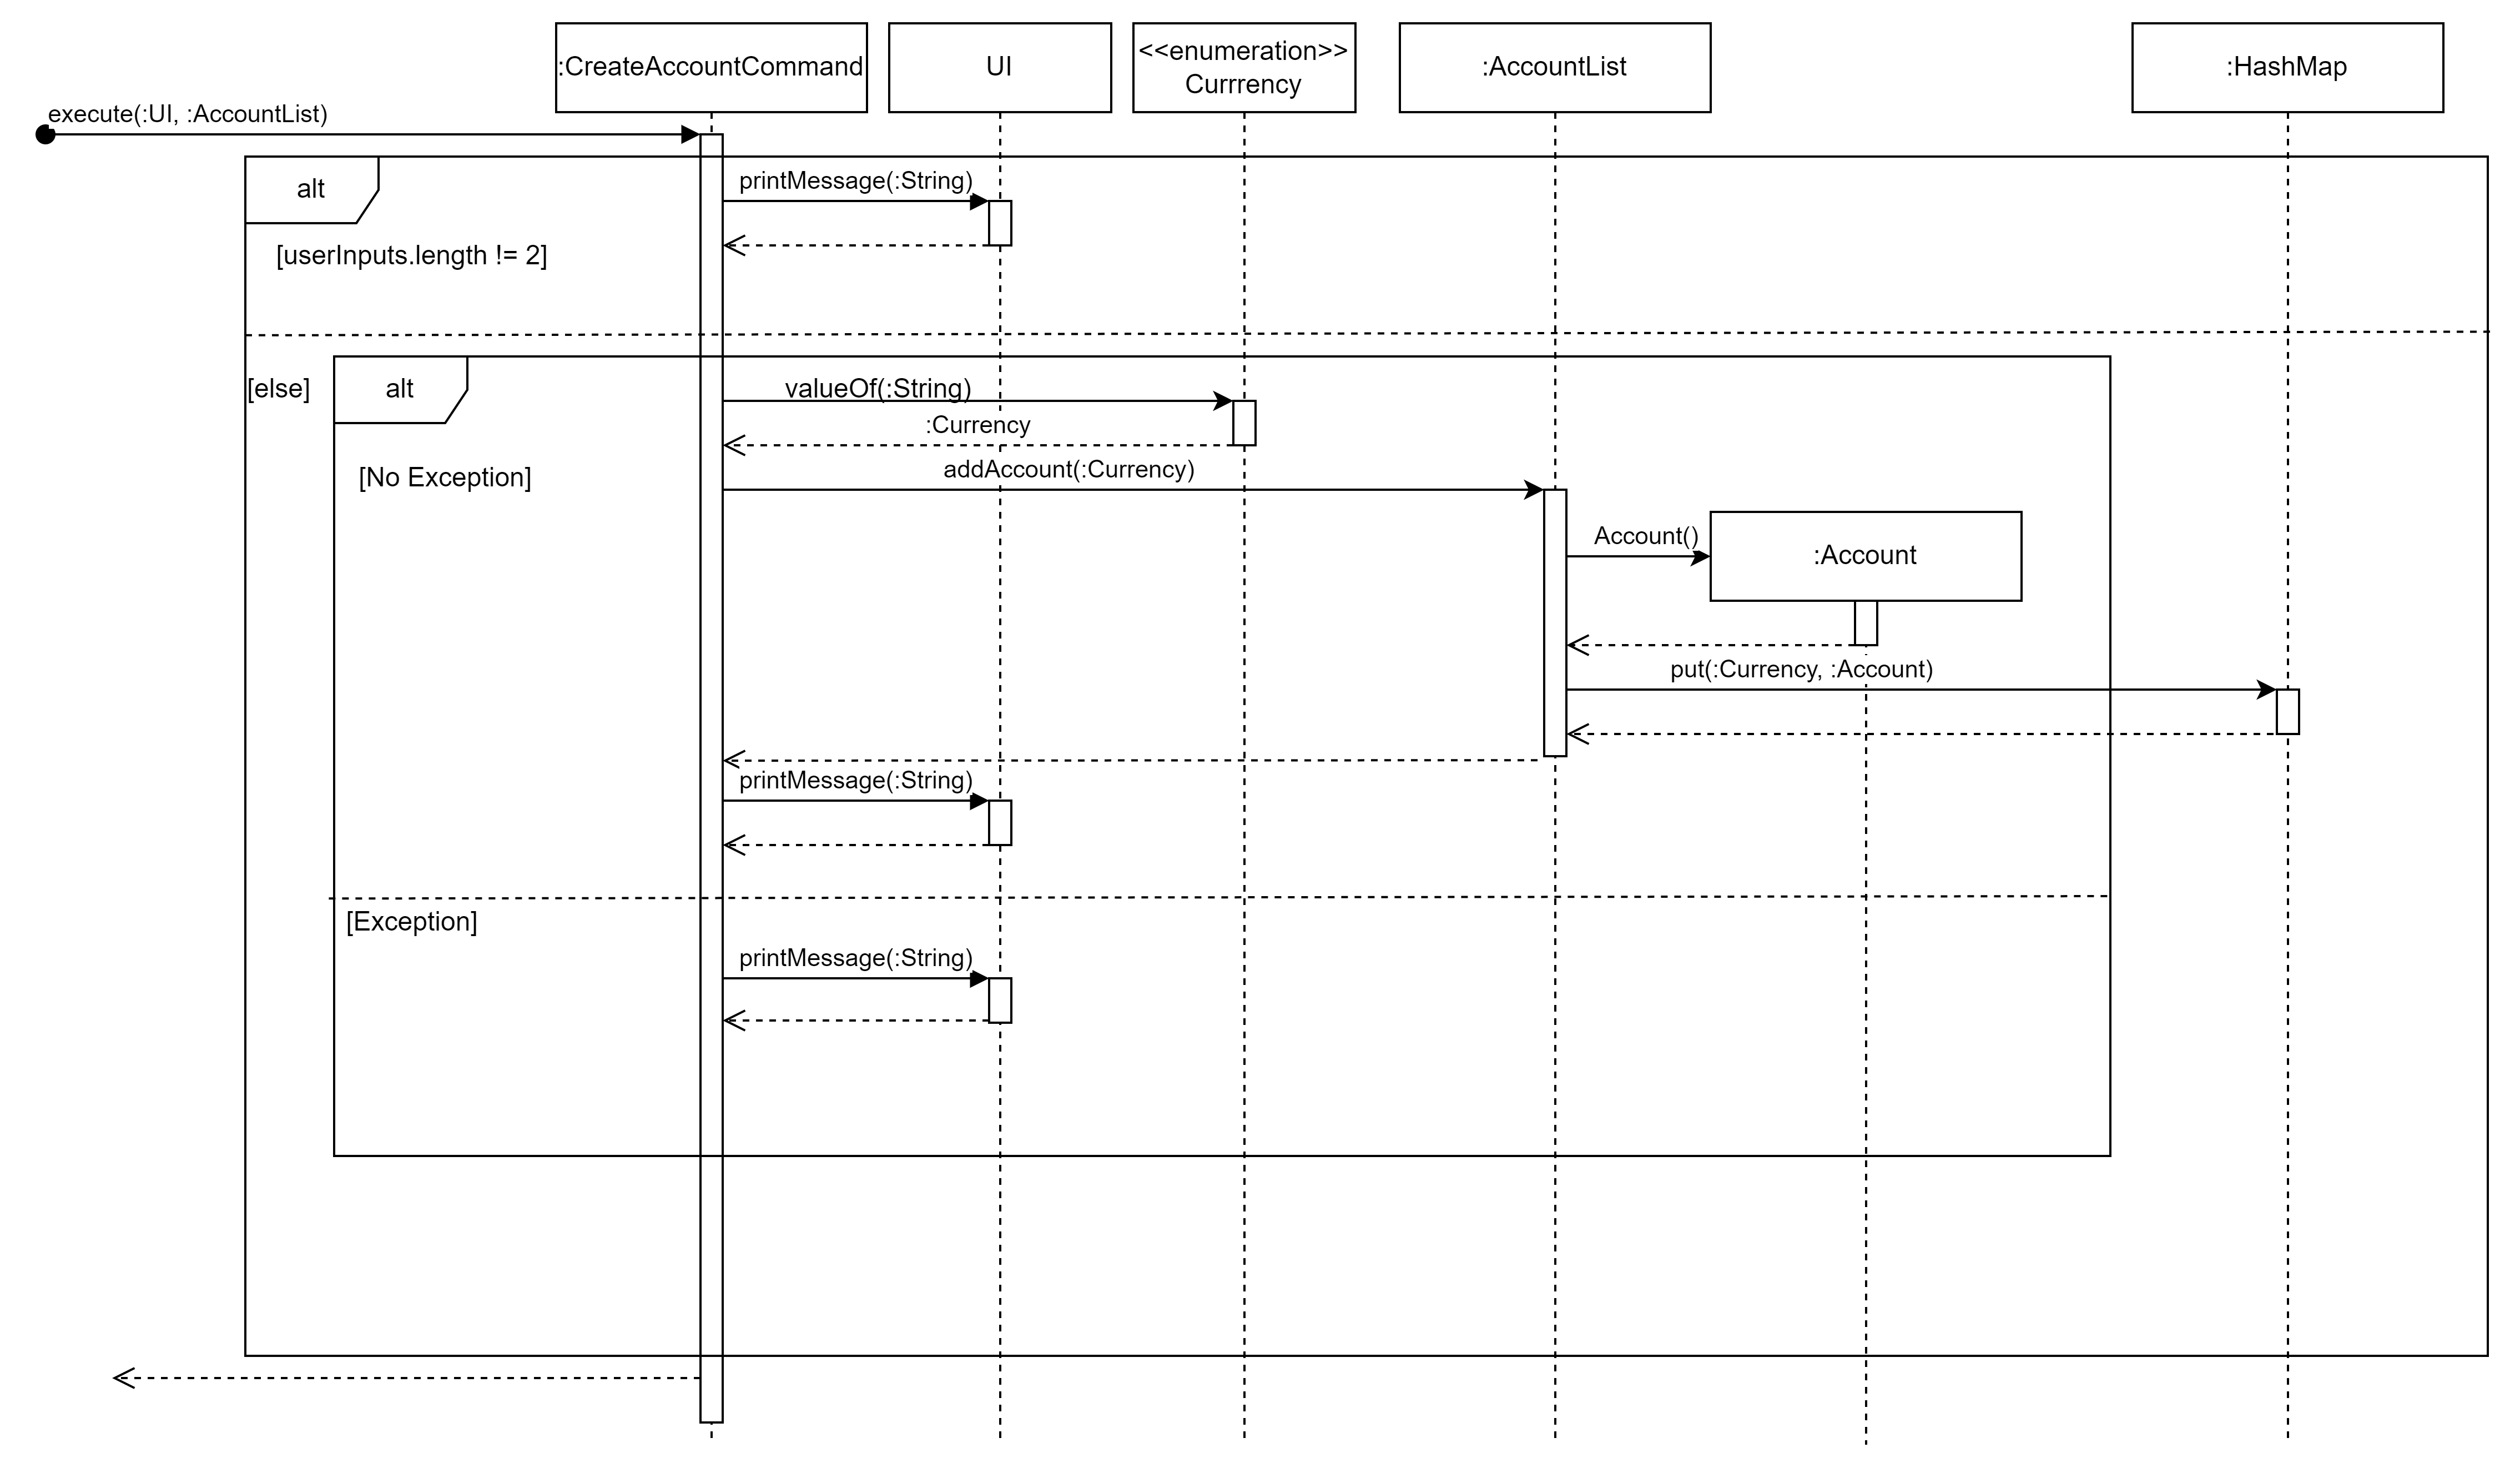 :CreateAccountCommand
UI
<<enumeration>>
Currrency
:AccountList
:HashMap
execute(:UI, :AccountList)
alt
printMessage(:String)
[userInputs.length != 2]
[else]
alt
valueOf(:String)
:Currency
addAccount(:Currency)
[No Exception]
Account()
:Account
put(:Currency, :Account)
printMessage(:String)
[Exception]
printMessage(:String)